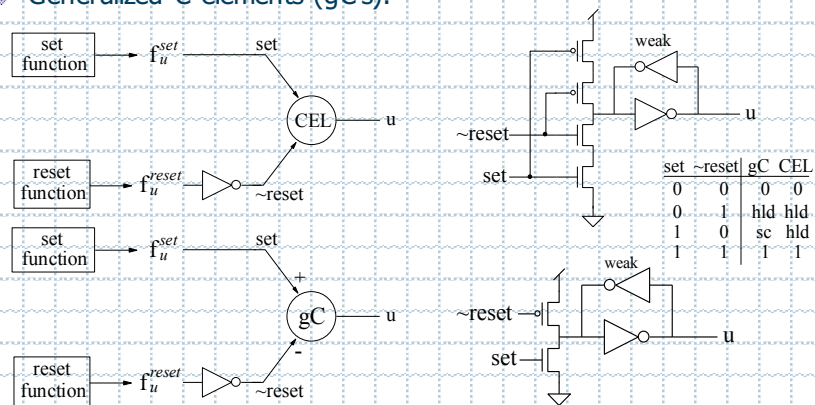 Generalized C-elements (gC's):
set
function
f_u^set
set
CEL
u
reset
function
f_u^reset
~reset
weak
u
~reset
set
set ~reset gC CEL
0 0 0 0
0 1 hld hld
1 0 sc hld
1 1 1 1
set
function
f_u^set
set
+
gC
u
-
reset
function
f_u^reset
~reset
weak
~reset
u
set